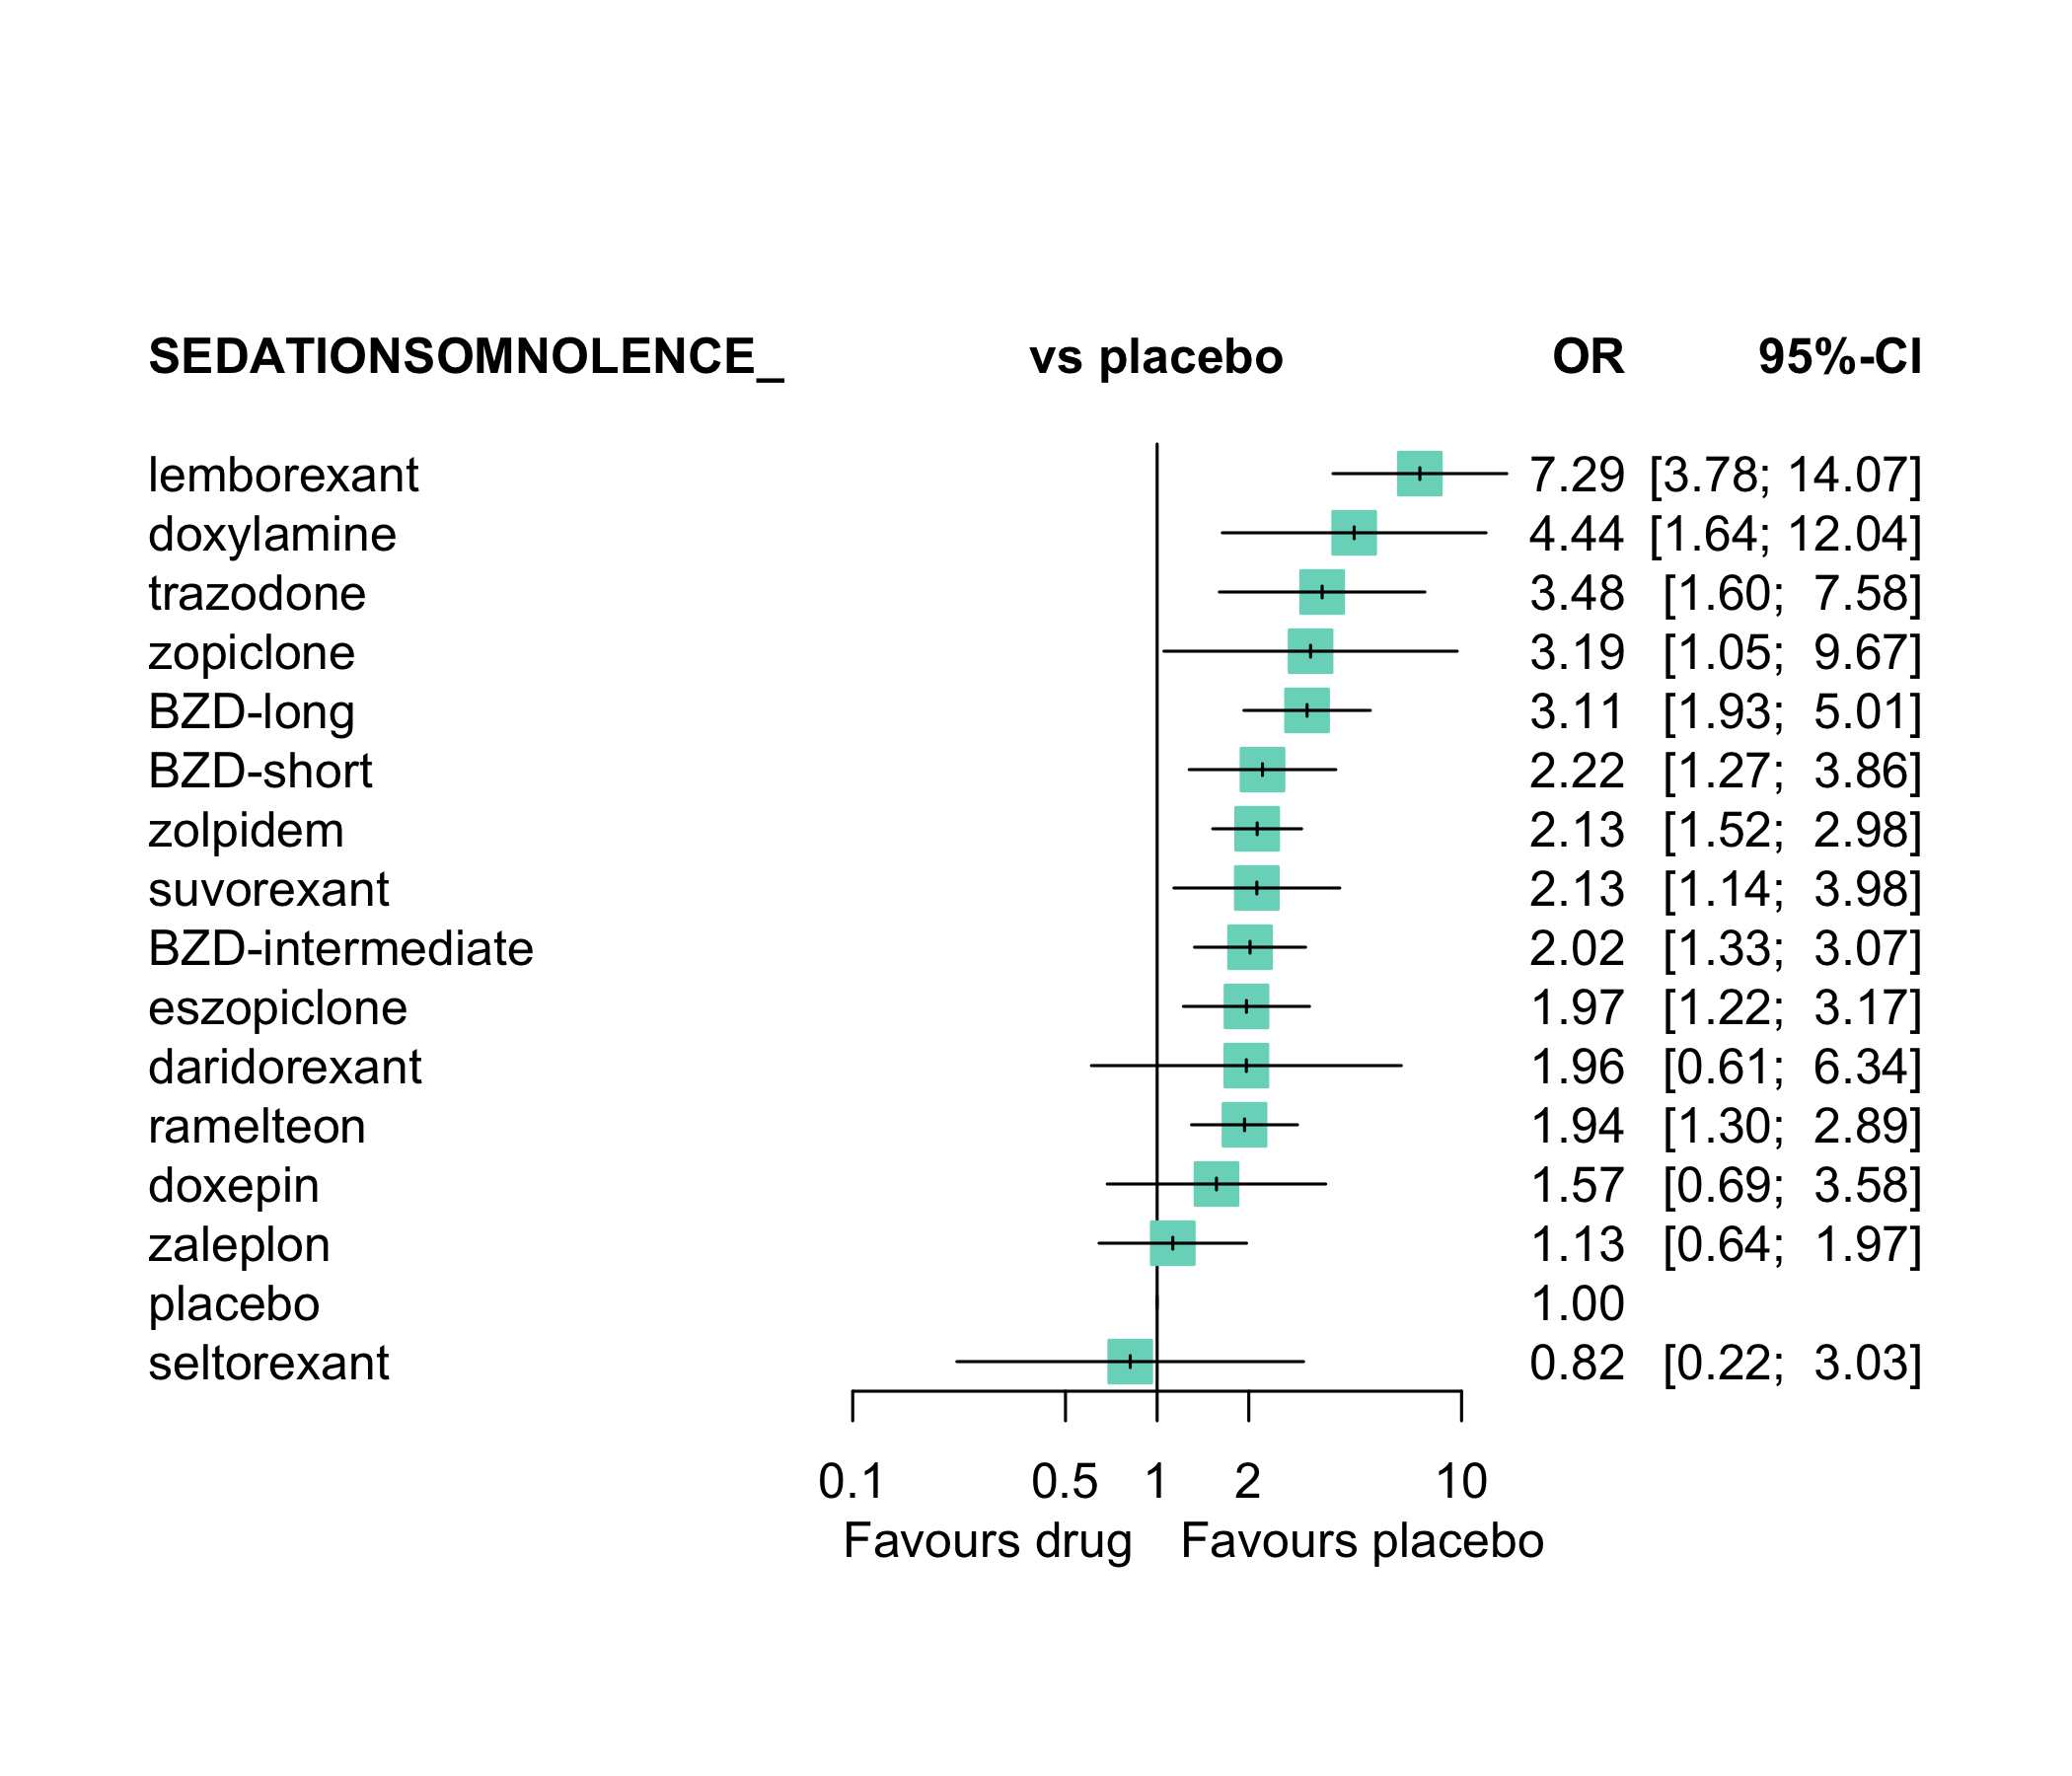 SEDATIONSOMNOLENCE_ vs placebo OR 95%-CI
lemborexant 7.29 [3.78; 14.07]
doxylamine 4.44 [1.64; 12.04]
trazodone 3.48 [1.60; 7.58]
zopiclone 3.19 [1.05; 9.67]
BZD-long 3.11 [1.93; 5.01]
BZD-short 2.22 [1.27; 3.86]
zolpidem 2.13 [1.52; 2.98]
suvorexant 2.13 [1.14; 3.98]
BZD-intermediate 2.02 [1.33; 3.07]
eszopiclone 1.97 [1.22; 3.17]
daridorexant 1.96 [0.61; 6.34]
ramelteon 1.94 [1.30; 2.89]
doxepin 1.57 [0.69; 3.58]
zaleplon 1.13 [0.64; 1.97]
placebo 1.00
seltorexant 0.82 [0.22; 3.03]
0.1 0.5 1 2 10
Favours drug Favours placebo